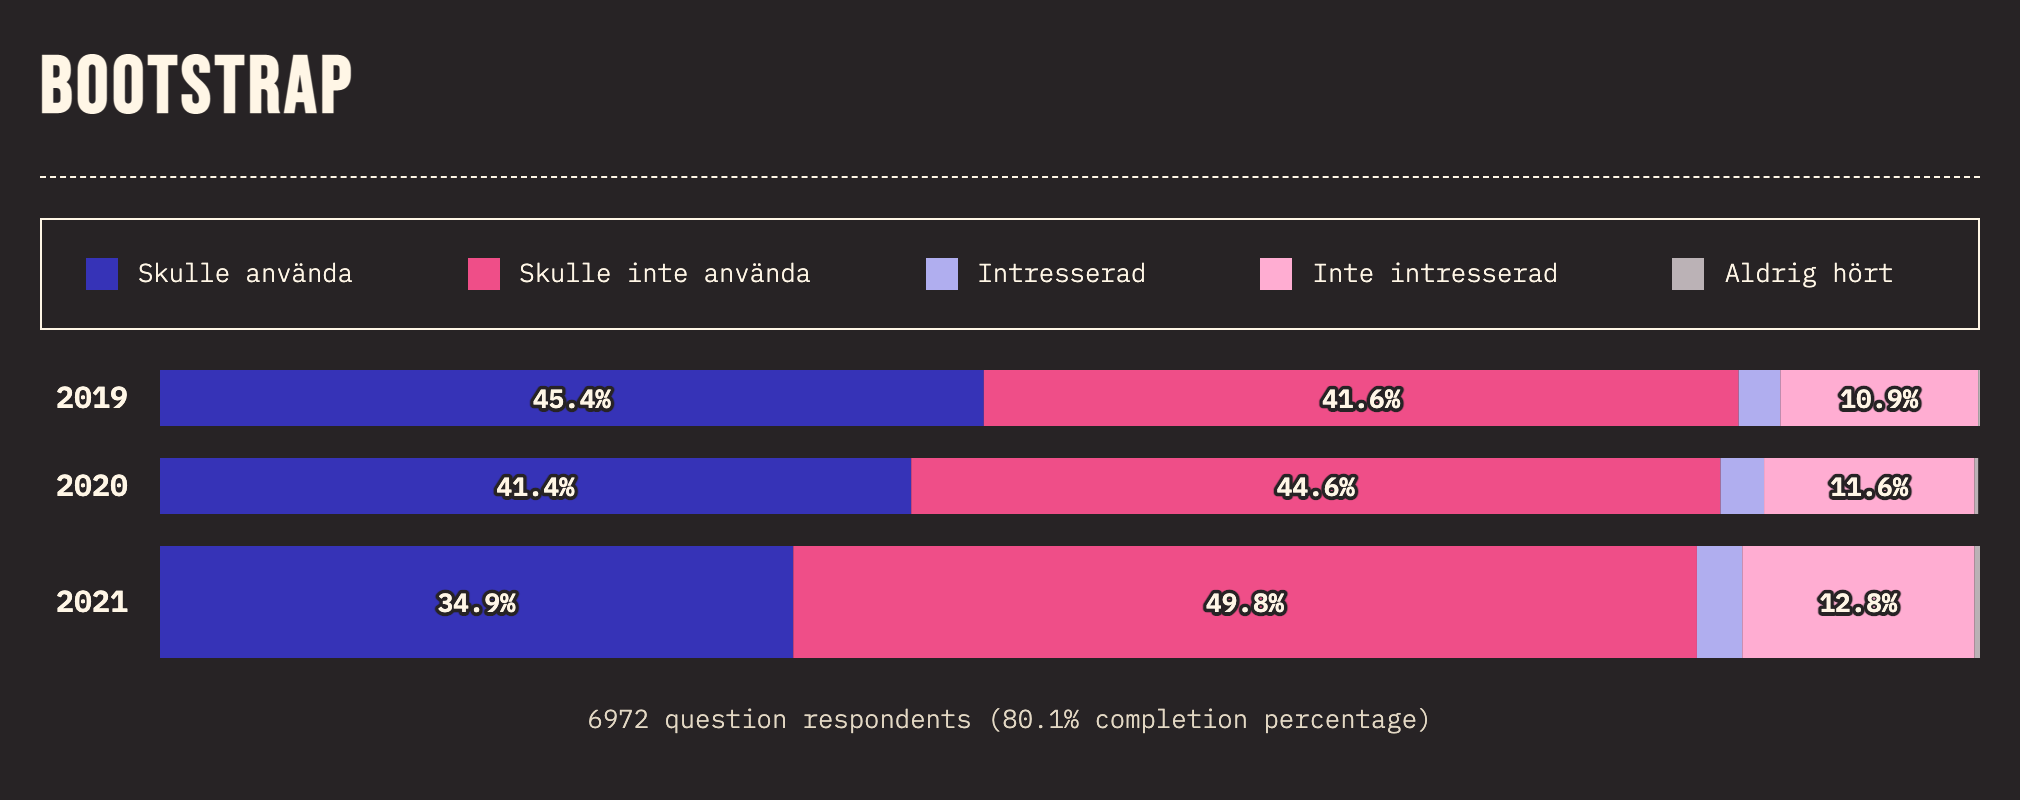 BOOTSTRAP
Skulle använda Skulle inte använda Intresserad Inte intresserad Aldrig hört
2019 45.4% 41.6% 10.9%
2020 41.4% 44.6% 11.6%
2021 34.9% 49.8% 12.8%
6972 question respondents (80.1% completion percentage)